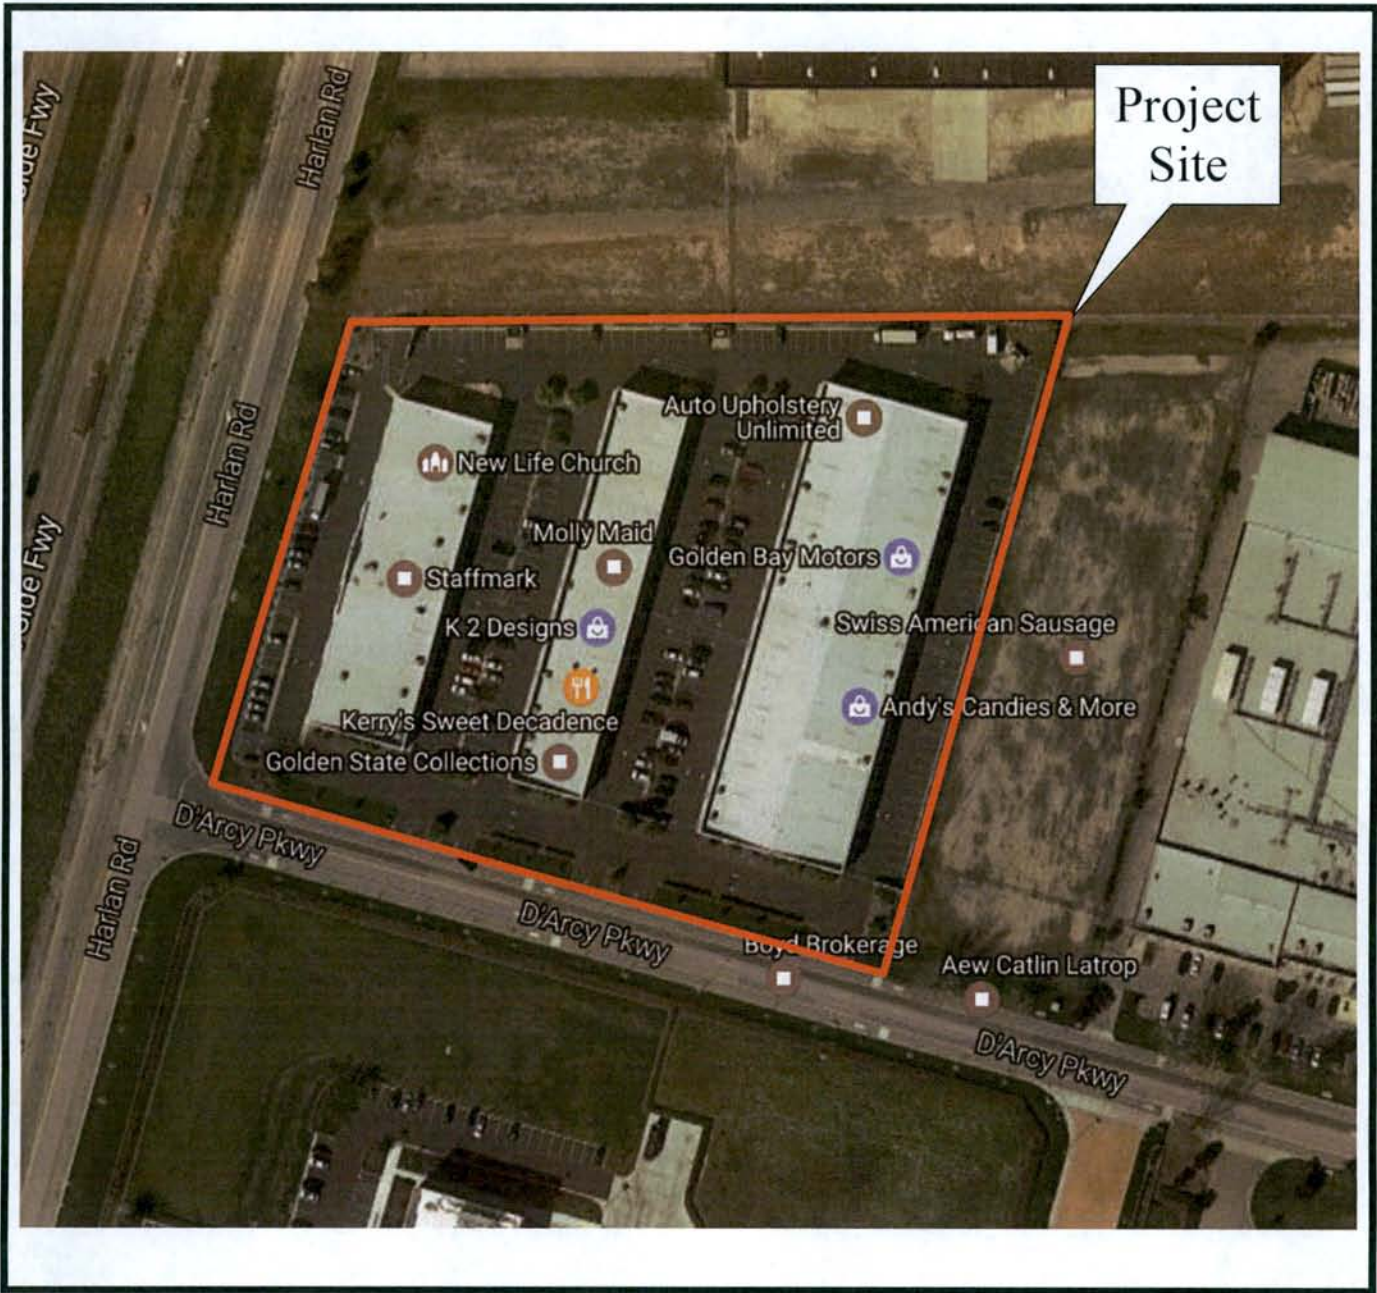 Project
Site
Harlan Rd
Auto Upholstery
Unlimited
Harlan Rd
New Life Church
Molly Maid
Golden Bay Motors
Staffmark
K 2 Designs
Swiss American Sausage
Andy's Candies & More
Kerry's Sweet Decadence
Golden State Collections
D'Arcy Pkwy
Harlan Rd
D'Arcy Pkwy
Boyd Brokerage
Aew Catlin Latrop
D'Arcy Pkwy
Fwy
Fwy